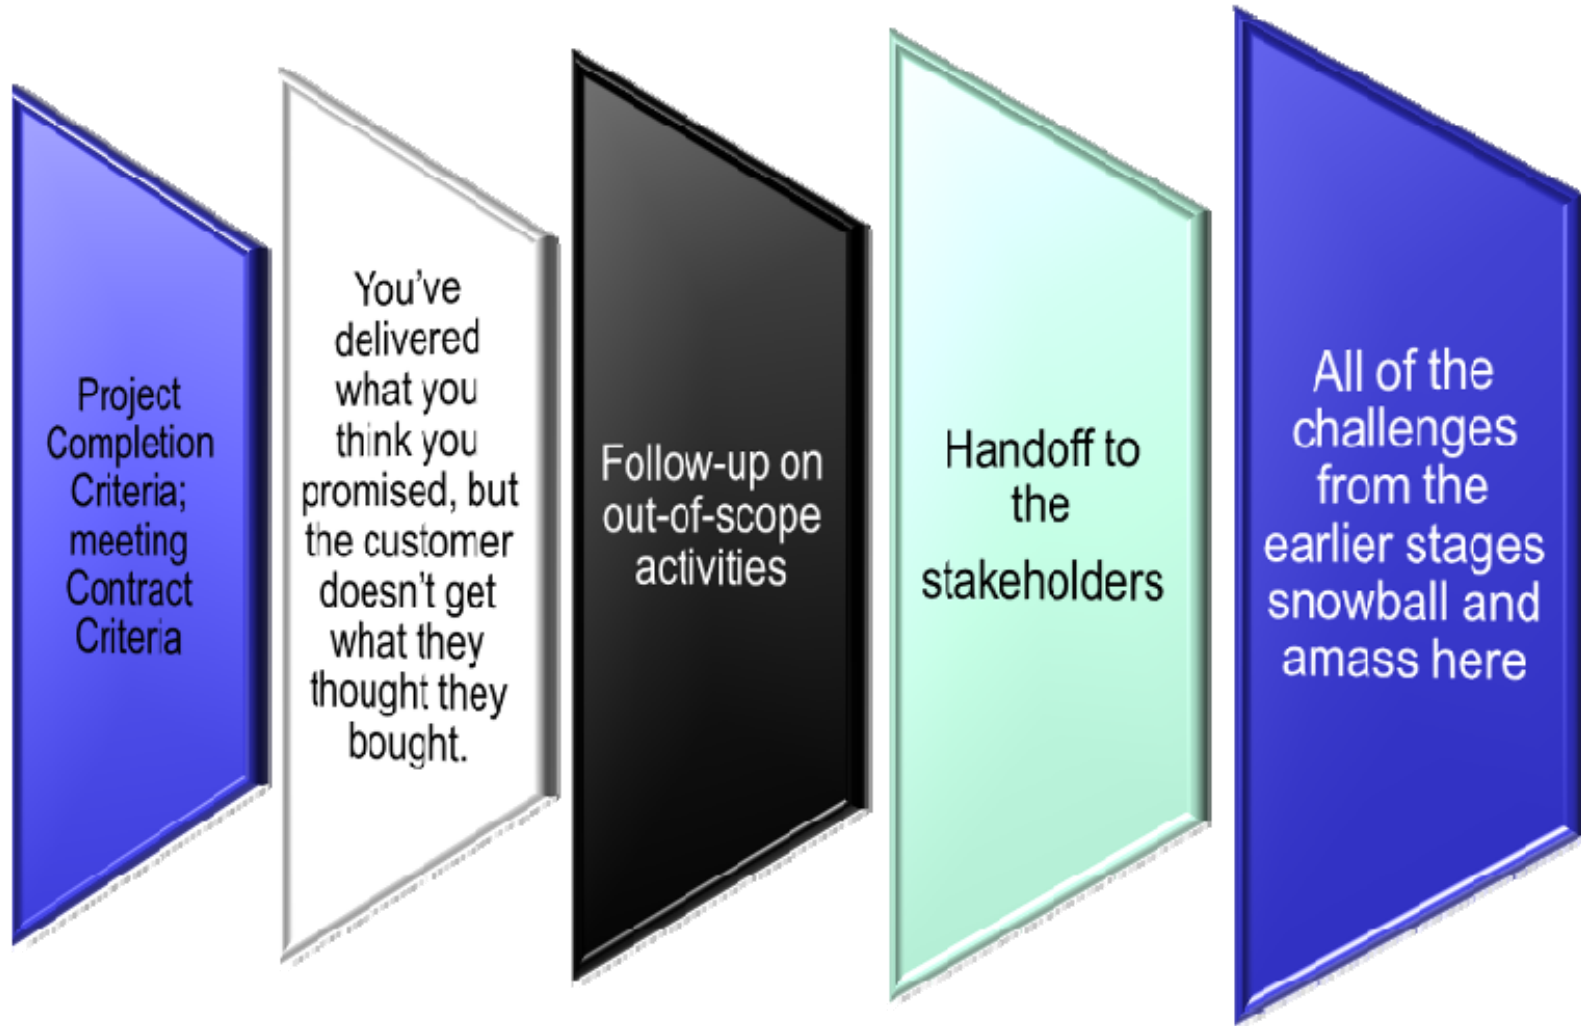 Project
Completion
Criteria;
meeting
Contract
Criteria
You've
delivered
what you
think you
promised, but
the customer
doesn't get
what they
thought they
bought.
Follow-up on
out-of-scope
activities
Handoff to
the
stakeholders
All of the
challenges
from the
earlier stages
snowball and
amass here